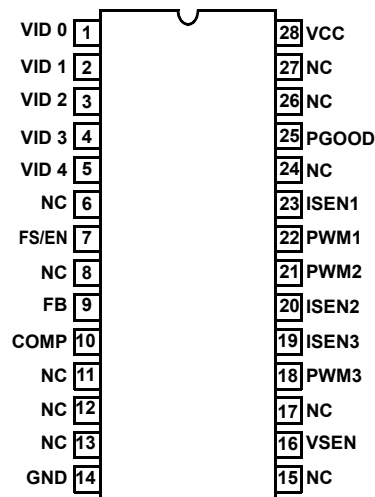 VID 0 1 28 VCC
VID 1 2 27 NC
VID 2 3 26 NC
VID 3 4 25 PGOOD
VID 4 5 24 NC
NC 6 23 ISEN1
FS/EN 7 22 PWM1
NC 8 21 PWM2
FB 9 20 ISEN2
COMP 10 19 ISEN3
NC 11 18 PWM3
NC 12 17 NC
NC 13 16 VSEN
GND 14 15 NC